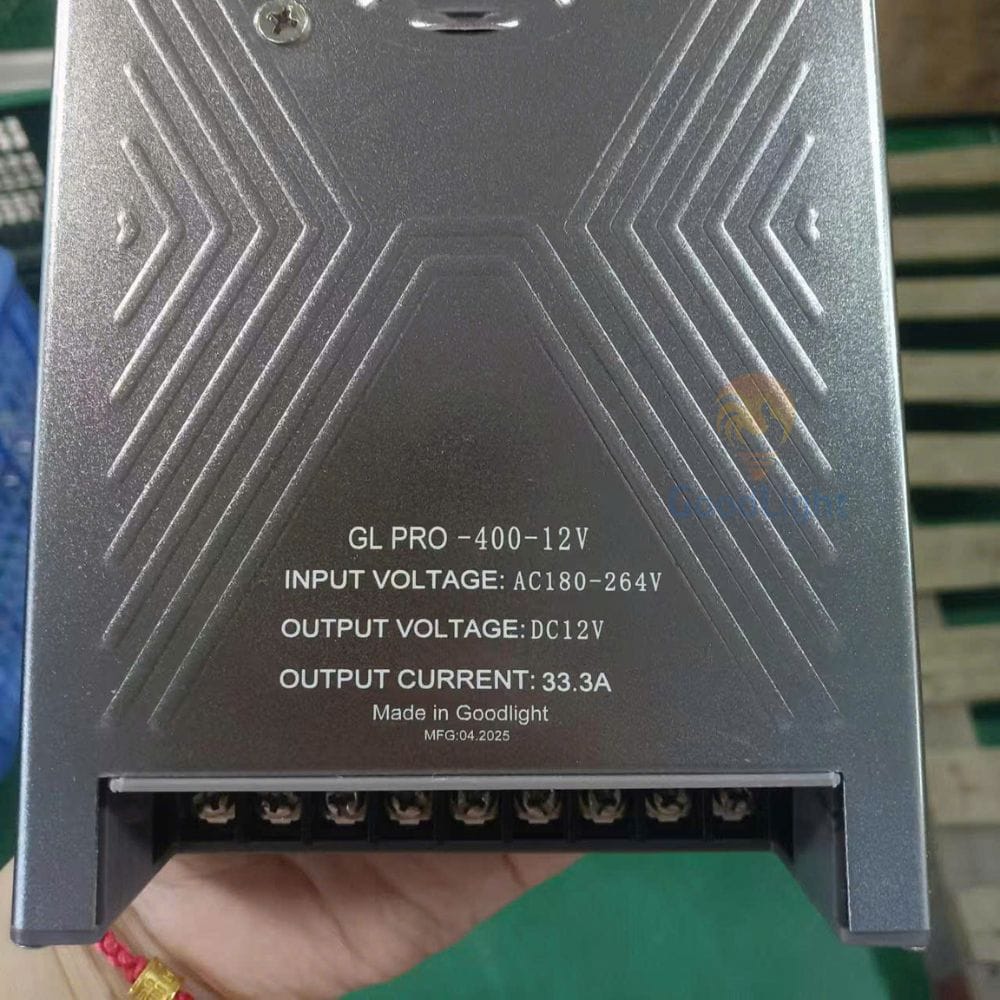 GoodLight
GL PRO -400-12V
INPUT VOLTAGE: AC180-264V
OUTPUT VOLTAGE: DC12V
OUTPUT CURRENT: 33.3A
Made in Goodlight
MFG:04.2025